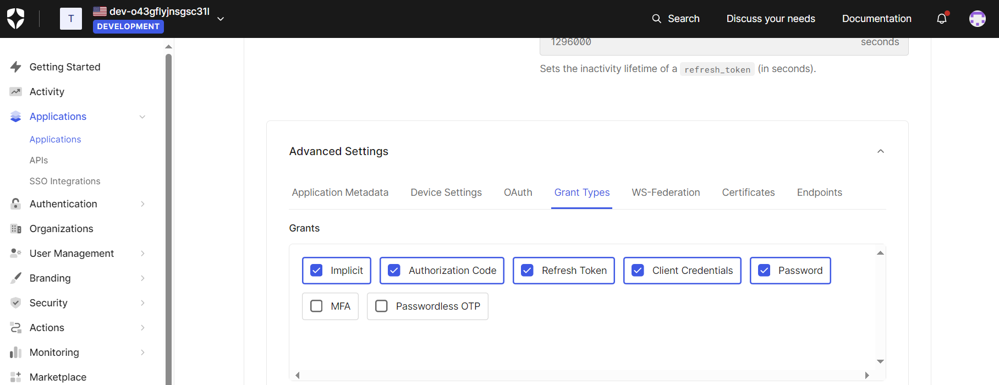 T
dev-o43gflyjnsgsc31l
DEVELOPMENT
Search
Discuss your needs
Documentation
Getting Started
Activity
Applications
Applications
APIs
SSO Integrations
Authentication
Organizations
User Management
Branding
Security
Actions
Monitoring
Marketplace
1296000 seconds
Sets the inactivity lifetime of a refresh_token (in seconds).
Advanced Settings
Application Metadata Device Settings OAuth Grant Types WS-Federation Certificates Endpoints
Grants
Implicit Authorization Code Refresh Token Client Credentials Password
MFA Passwordless OTP